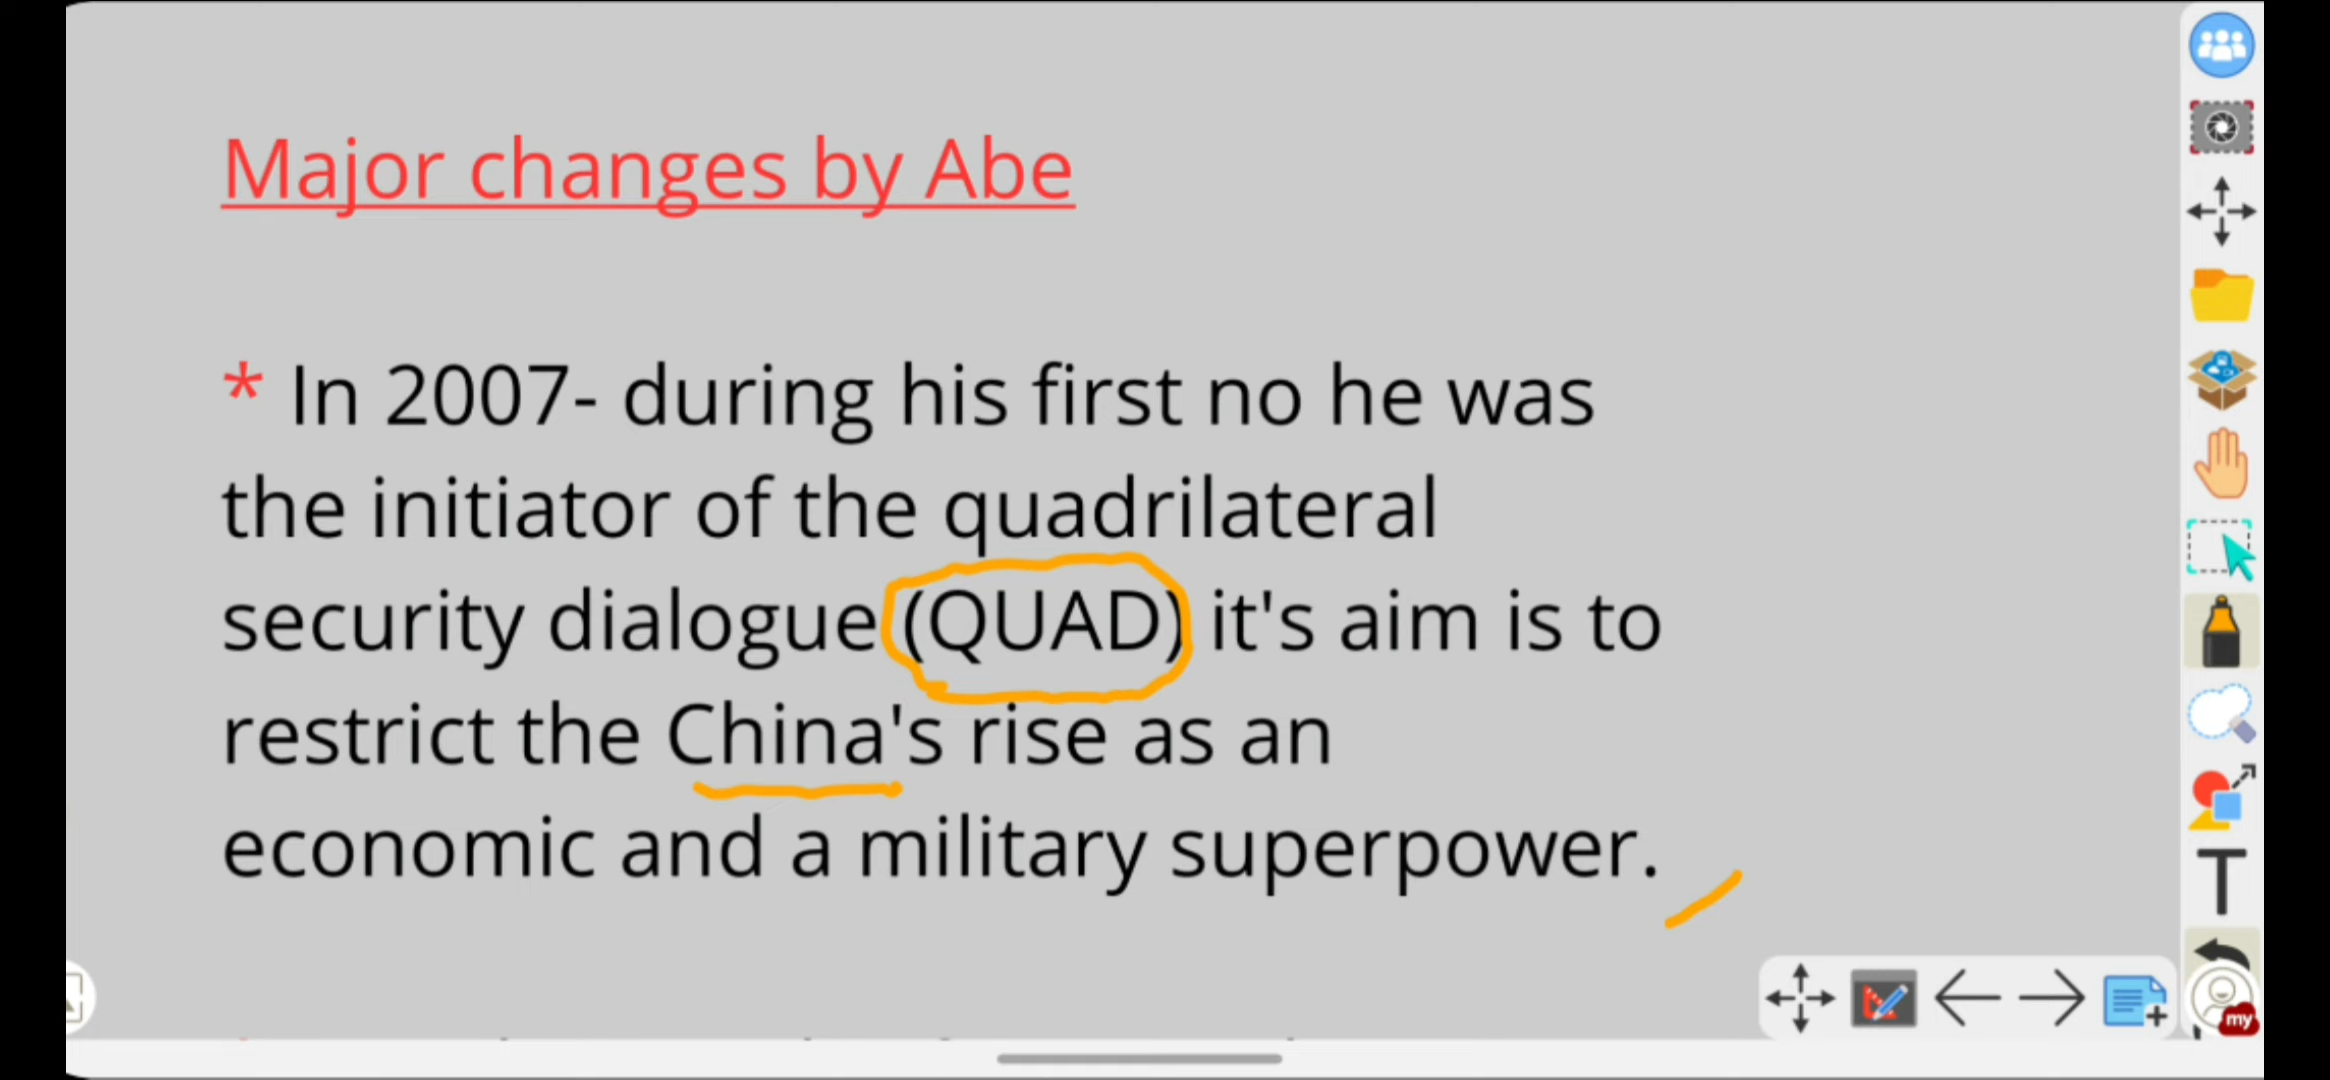 Major changes by Abe
* In 2007- during his first no he was
the initiator of the quadrilateral
security dialogue (QUAD) it's aim is to
restrict the China's rise as an
economic and a military superpower.
T
my